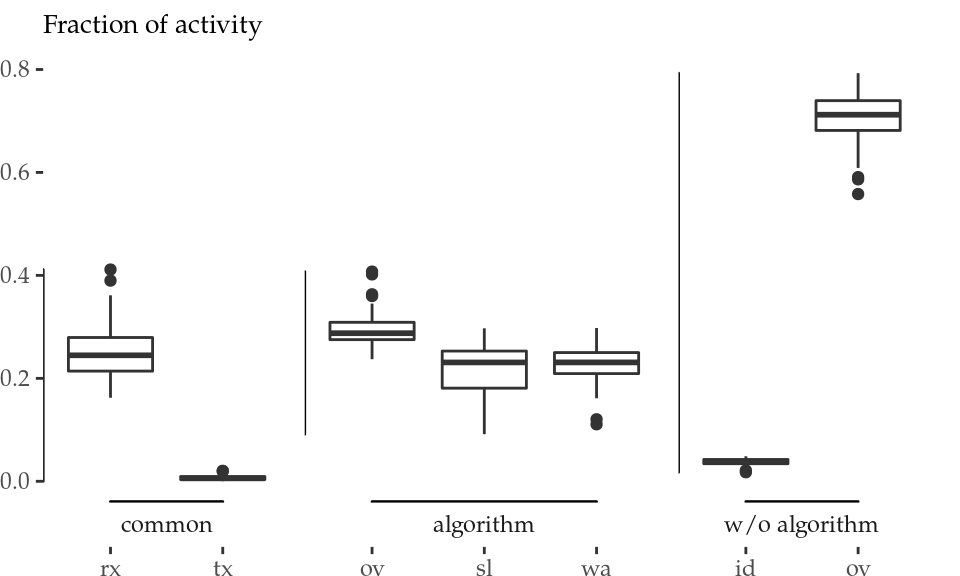 Fraction of activity
0.8
0.6
0.4
0.2
0.0
common algorithm w/o algorithm
rx tx ov sl wa id ov